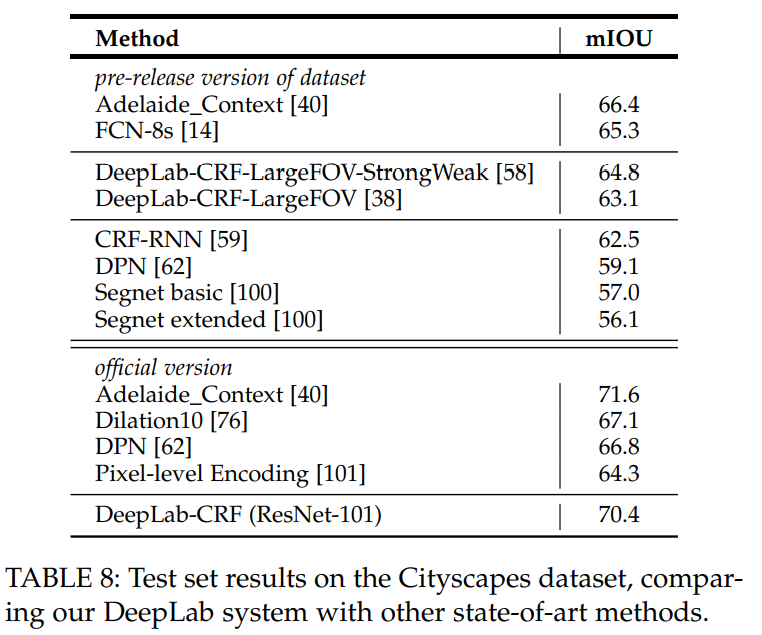 Method mIOU
pre-release version of dataset
Adelaide_Context [40] 66.4
FCN-8s [14] 65.3
DeepLab-CRF-LargeFOV-StrongWeak [58] 64.8
DeepLab-CRF-LargeFOV [38] 63.1
CRF-RNN [59] 62.5
DPN [62] 59.1
Segnet basic [100] 57.0
Segnet extended [100] 56.1
official version
Adelaide_Context [40] 71.6
Dilation10 [76] 67.1
DPN [62] 66.8
Pixel-level Encoding [101] 64.3
DeepLab-CRF (ResNet-101) 70.4
TABLE 8: Test set results on the Cityscapes dataset, compar-
ing our DeepLab system with other state-of-art methods.